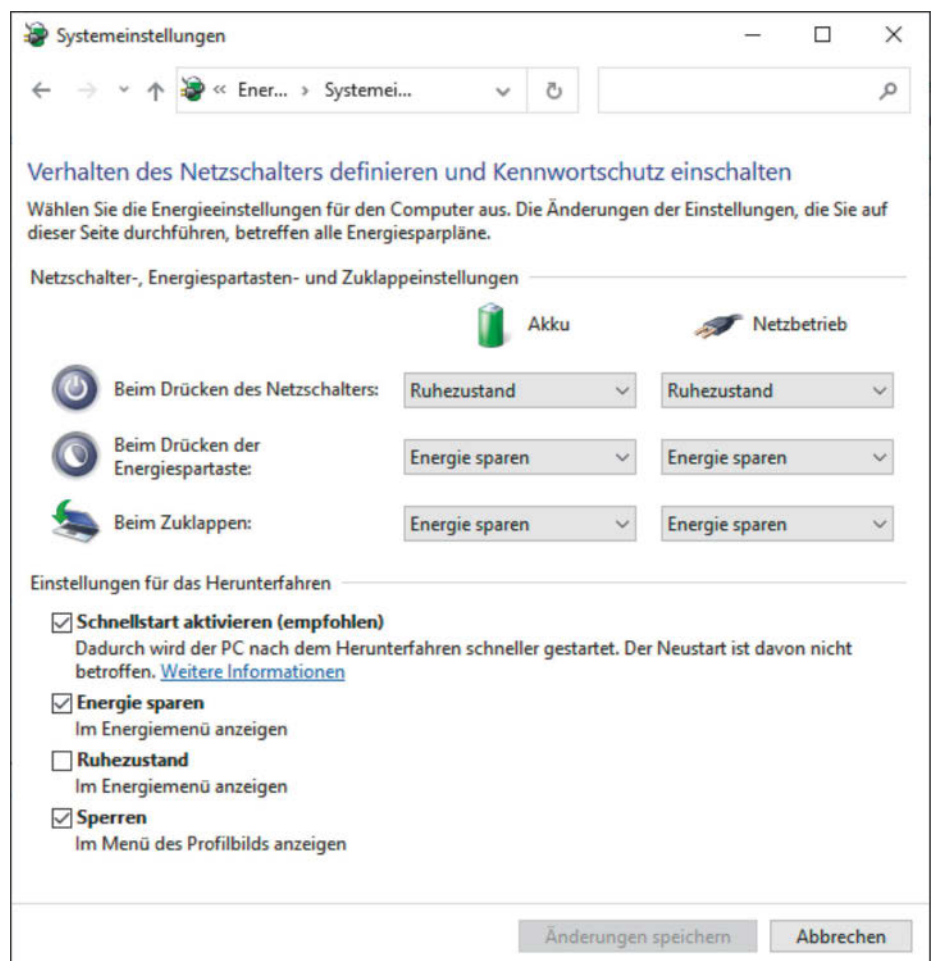 Systemeinstellungen
« Ener... › Systemei...
Verhalten des Netzschalters definieren und Kennwortschutz einschalten
Wählen Sie die Energieeinstellungen für den Computer aus. Die Änderungen der Einstellungen, die Sie auf
dieser Seite durchführen, betreffen alle Energiesparpläne.
Netzschalter-, Energiespartasten- und Zuklappeinstellungen
Akku Netzbetrieb
Beim Drücken des Netzschalters: Ruhezustand Ruhezustand
Beim Drücken der
Energiespartaste: Energie sparen Energie sparen
Beim Zuklappen: Energie sparen Energie sparen
Einstellungen für das Herunterfahren
Schnellstart aktivieren (empfohlen)
Dadurch wird der PC nach dem Herunterfahren schneller gestartet. Der Neustart ist davon nicht
betroffen. Weitere Informationen
Energie sparen
Im Energiemenü anzeigen
Ruhezustand
Im Energiemenü anzeigen
Sperren
Im Menü des Profilbilds anzeigen
Änderungen speichern Abbrechen